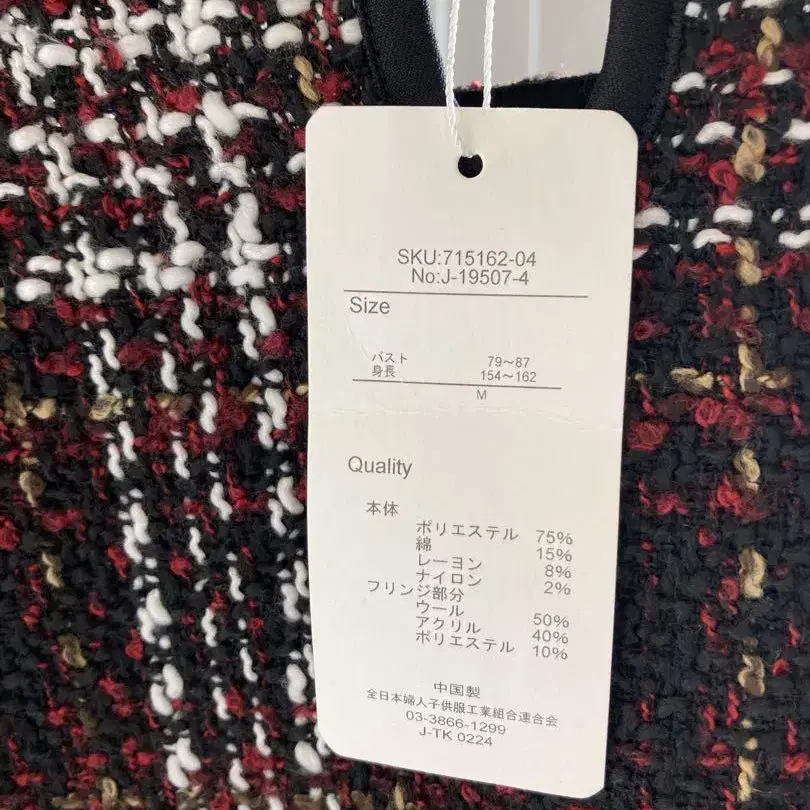 SKU:715162-04
No:J-19507-4
Size
バスト 79～87
身長 154～162
M
Quality
本体
ポリエステル 75%
綿 15%
レーヨン 8%
ナイロン 2%
フリンジ部分
ウール 50%
アクリル 40%
ポリエステル 10%
中国製
全日本婦人子供服工業組合連合会
03-3866-1299
J-TK 0224